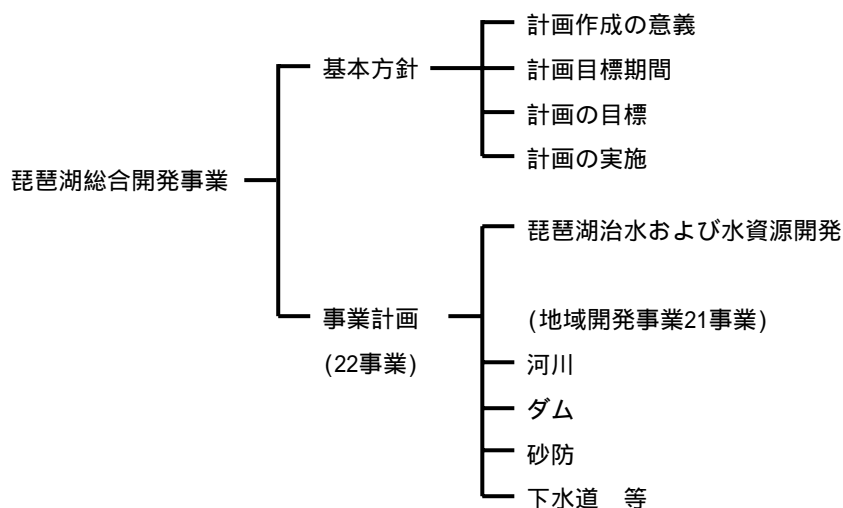 琵琶湖総合開発事業
基本方針
計画作成の意義
計画目標期間
計画の目標
計画の実施
事業計画
(22事業)
琵琶湖治水および水資源開発
(地域開発事業21事業)
河川
ダム
砂防
下水道　等